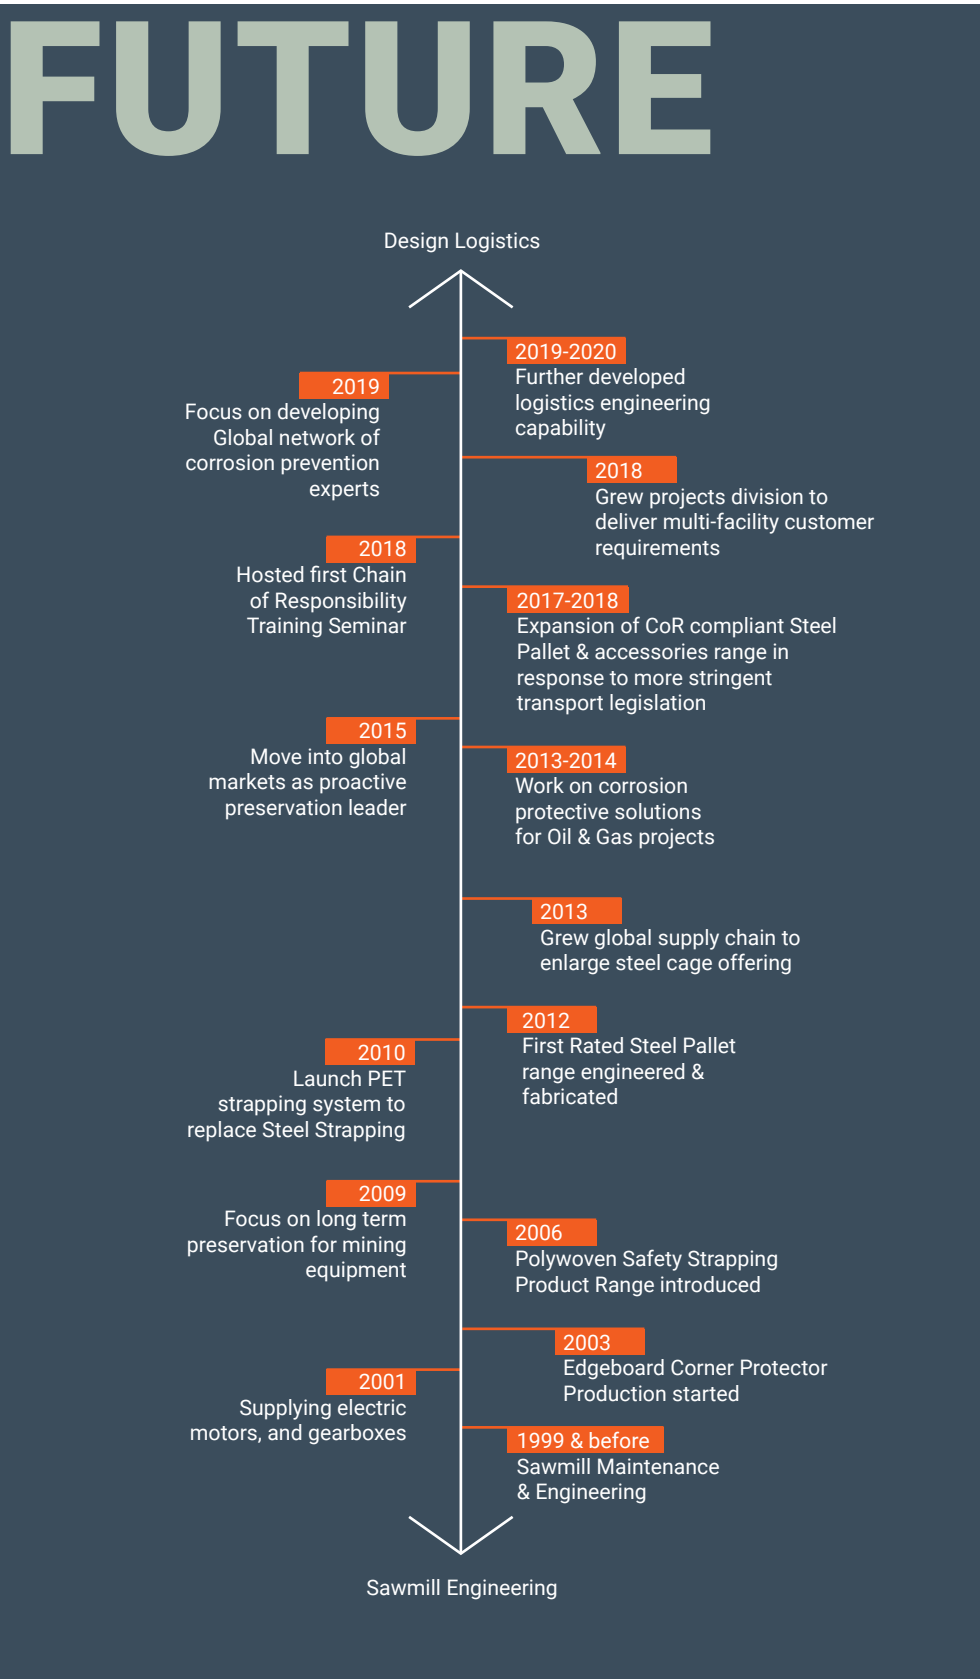 FUTURE
Design Logistics
2019-2020
Further developed
logistics engineering
capability
2019
Focus on developing
Global network of
corrosion prevention
experts
2018
Grew projects division to
deliver multi-facility customer
requirements
2018
Hosted first Chain
of Responsibility
Training Seminar
2017-2018
Expansion of CoR compliant Steel
Pallet & accessories range in
response to more stringent
transport legislation
2015
Move into global
markets as proactive
preservation leader
2013-2014
Work on corrosion
protective solutions
for Oil & Gas projects
2013
Grew global supply chain to
enlarge steel cage offering
2012
First Rated Steel Pallet
range engineered &
fabricated
2010
Launch PET
strapping system to
replace Steel Strapping
2009
Focus on long term
preservation for mining
equipment
2006
Polywoven Safety Strapping
Product Range introduced
2003
Edgeboard Corner Protector
Production started
2001
Supplying electric
motors, and gearboxes
1999 & before
Sawmill Maintenance
& Engineering
Sawmill Engineering